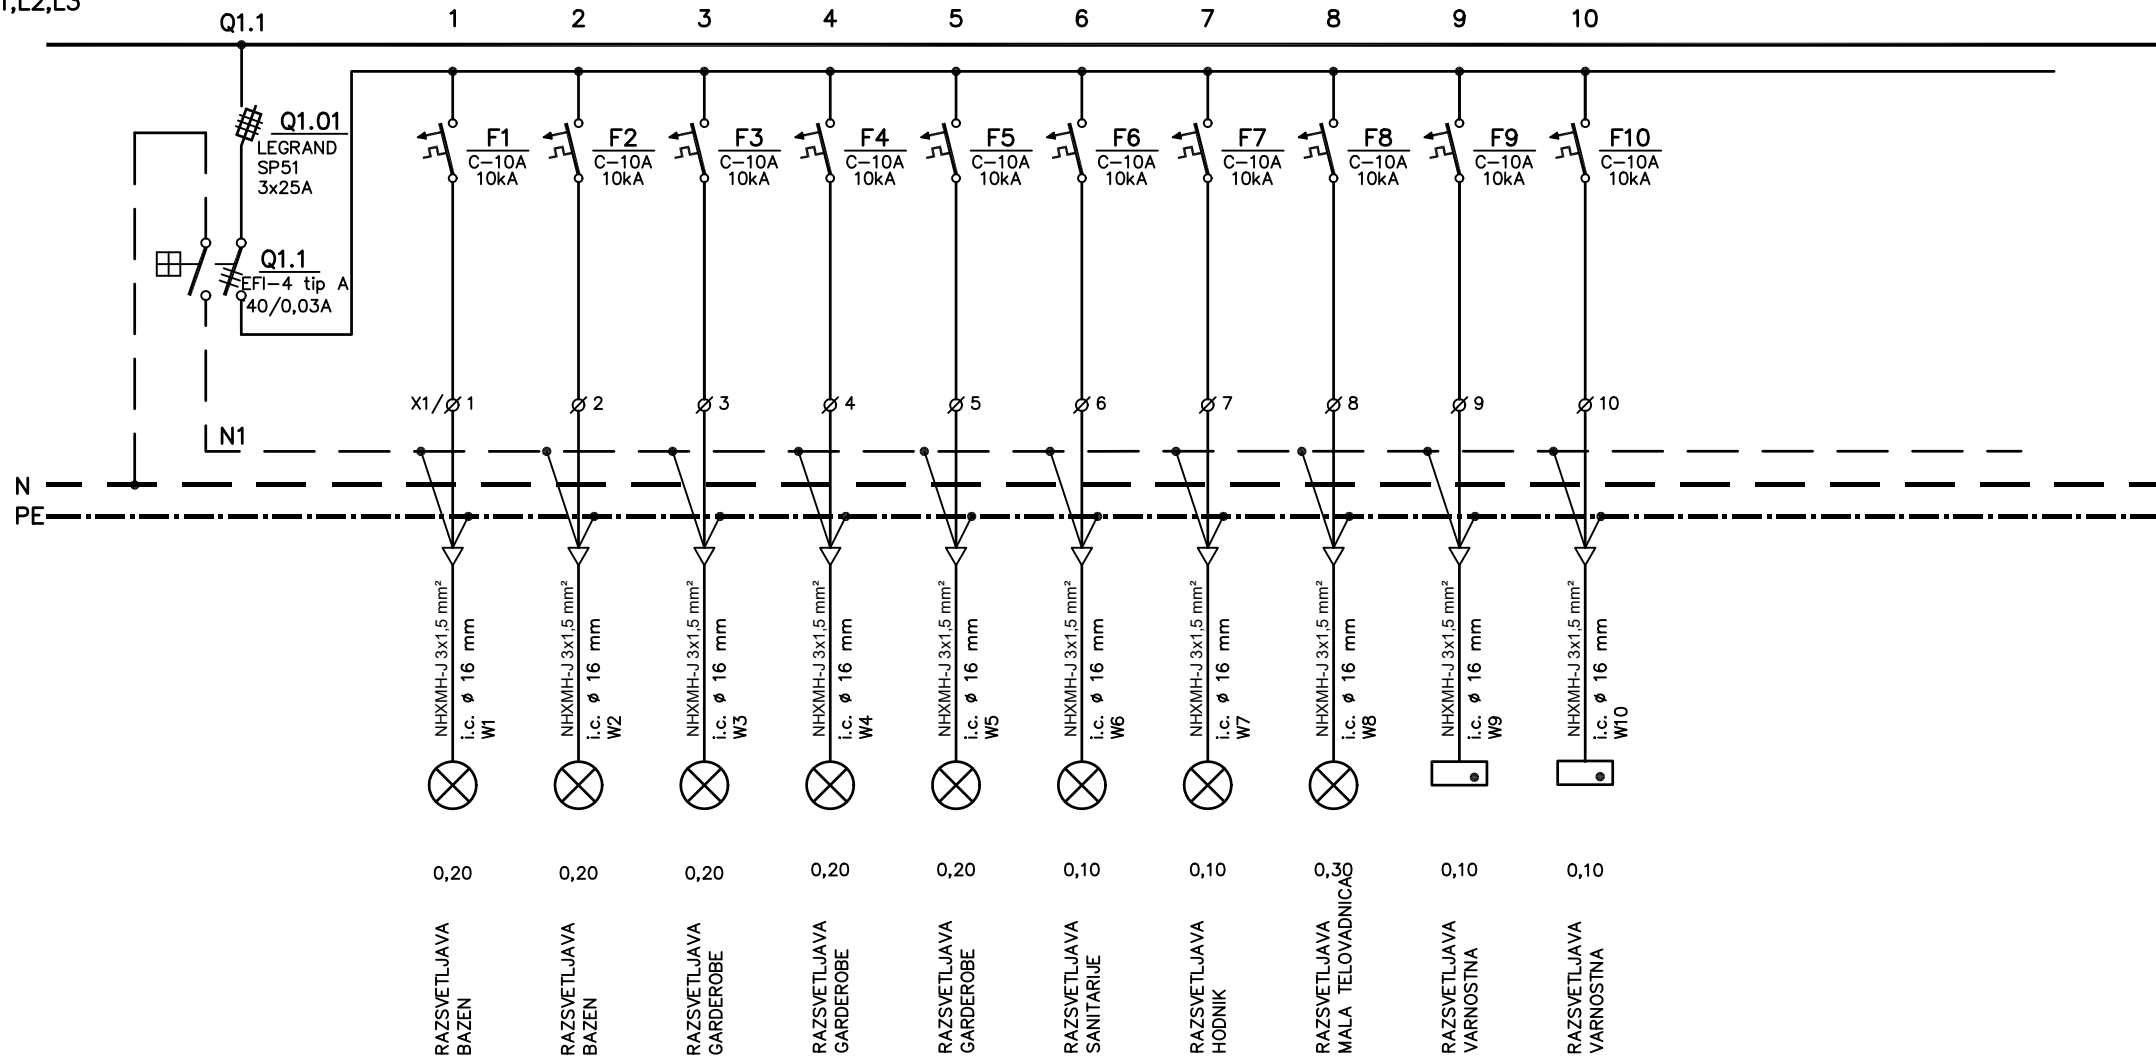 Q1.1
1 2 3 4 5 6 7 8 9 10
Q1.01
LEGRAND
SP51
3x25A
Q1.1
EFI-4 tip A
40/0,03A
F1
C-10A
10kA
F2
C-10A
10kA
F3
C-10A
10kA
F4
C-10A
10kA
F5
C-10A
10kA
F6
C-10A
10kA
F7
C-10A
10kA
F8
C-10A
10kA
F9
C-10A
10kA
F10
C-10A
10kA
X1/ 1 2 3 4 5 6 7 8 9 10
N1
N
PE
NHXMH-J 3x1,5 mm²
i.c. ø 16 mm
W1
NHXMH-J 3x1,5 mm²
i.c. ø 16 mm
W2
NHXMH-J 3x1,5 mm²
i.c. ø 16 mm
W3
NHXMH-J 3x1,5 mm²
i.c. ø 16 mm
W4
NHXMH-J 3x1,5 mm²
i.c. ø 16 mm
W5
NHXMH-J 3x1,5 mm²
i.c. ø 16 mm
W6
NHXMH-J 3x1,5 mm²
i.c. ø 16 mm
W7
NHXMH-J 3x1,5 mm²
i.c. ø 16 mm
W8
NHXMH-J 3x1,5 mm²
i.c. ø 16 mm
W9
NHXMH-J 3x1,5 mm²
i.c. ø 16 mm
W10
0,20 0,20 0,20 0,20 0,20 0,10 0,10 0,30 0,10 0,10
RAZSVETLJAVA
BAZEN
RAZSVETLJAVA
BAZEN
RAZSVETLJAVA
GARDEROBE
RAZSVETLJAVA
GARDEROBE
RAZSVETLJAVA
GARDEROBE
RAZSVETLJAVA
SANITARIJE
RAZSVETLJAVA
HODNIK
RAZSVETLJAVA
MALA TELOVADNICA
RAZSVETLJAVA
VARNOSTNA
RAZSVETLJAVA
VARNOSTNA